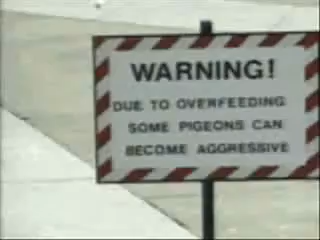 WARNING!
DUE TO OVERFEEDING
SOME PIGEONS CAN
BECOME AGGRESSIVE